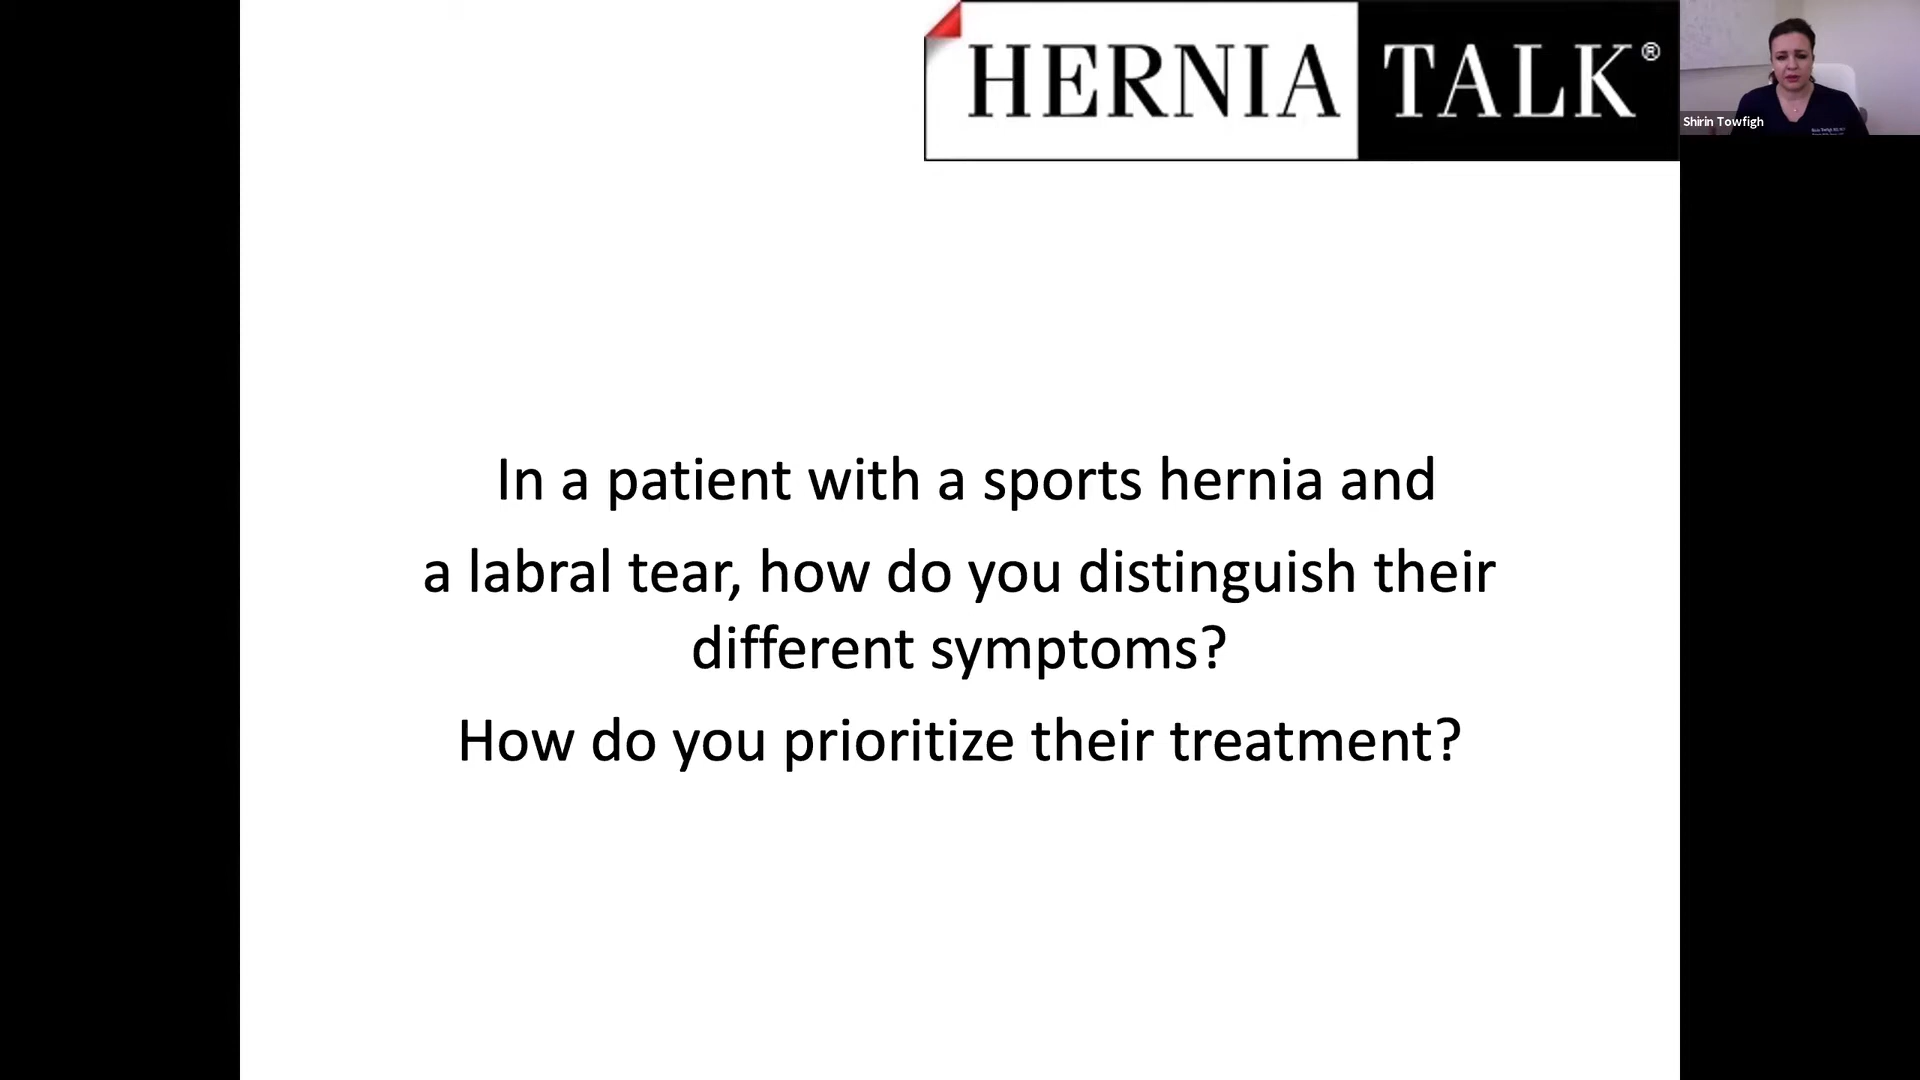 HERNIA TALK®
Shirin Towfigh
In a patient with a sports hernia and
a labral tear, how do you distinguish their
different symptoms?
How do you prioritize their treatment?